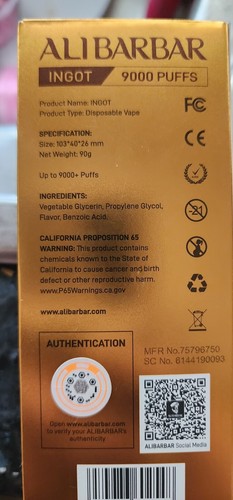 ALIBARBAR
INGOT 9000 PUFFS
Product Name: INGOT
Product Type: Disposable Vape
SPECIFICATION:
Size: 103*40*26 mm
Net Weight: 90g
Up to 9000+ Puffs
INGREDIENTS:
Vegetable Glycerin, Propylene Glycol,
Flavor, Benzoic Acid.
CALIFORNIA PROPOSITION 65
WARNING: This product contains
chemicals known to the State of
California to cause cancer and birth
defect or other reproductive harm.
www.P65Warnings.ca.gov
www.alibarbar.com
FC
CE
21
AUTHENTICATION
Open www.alibarbar.com
to verify your ALIBARBAR's
authenticity.
MFR No.75796750
SC No. 6144190093
ALIBARBAR Social Media